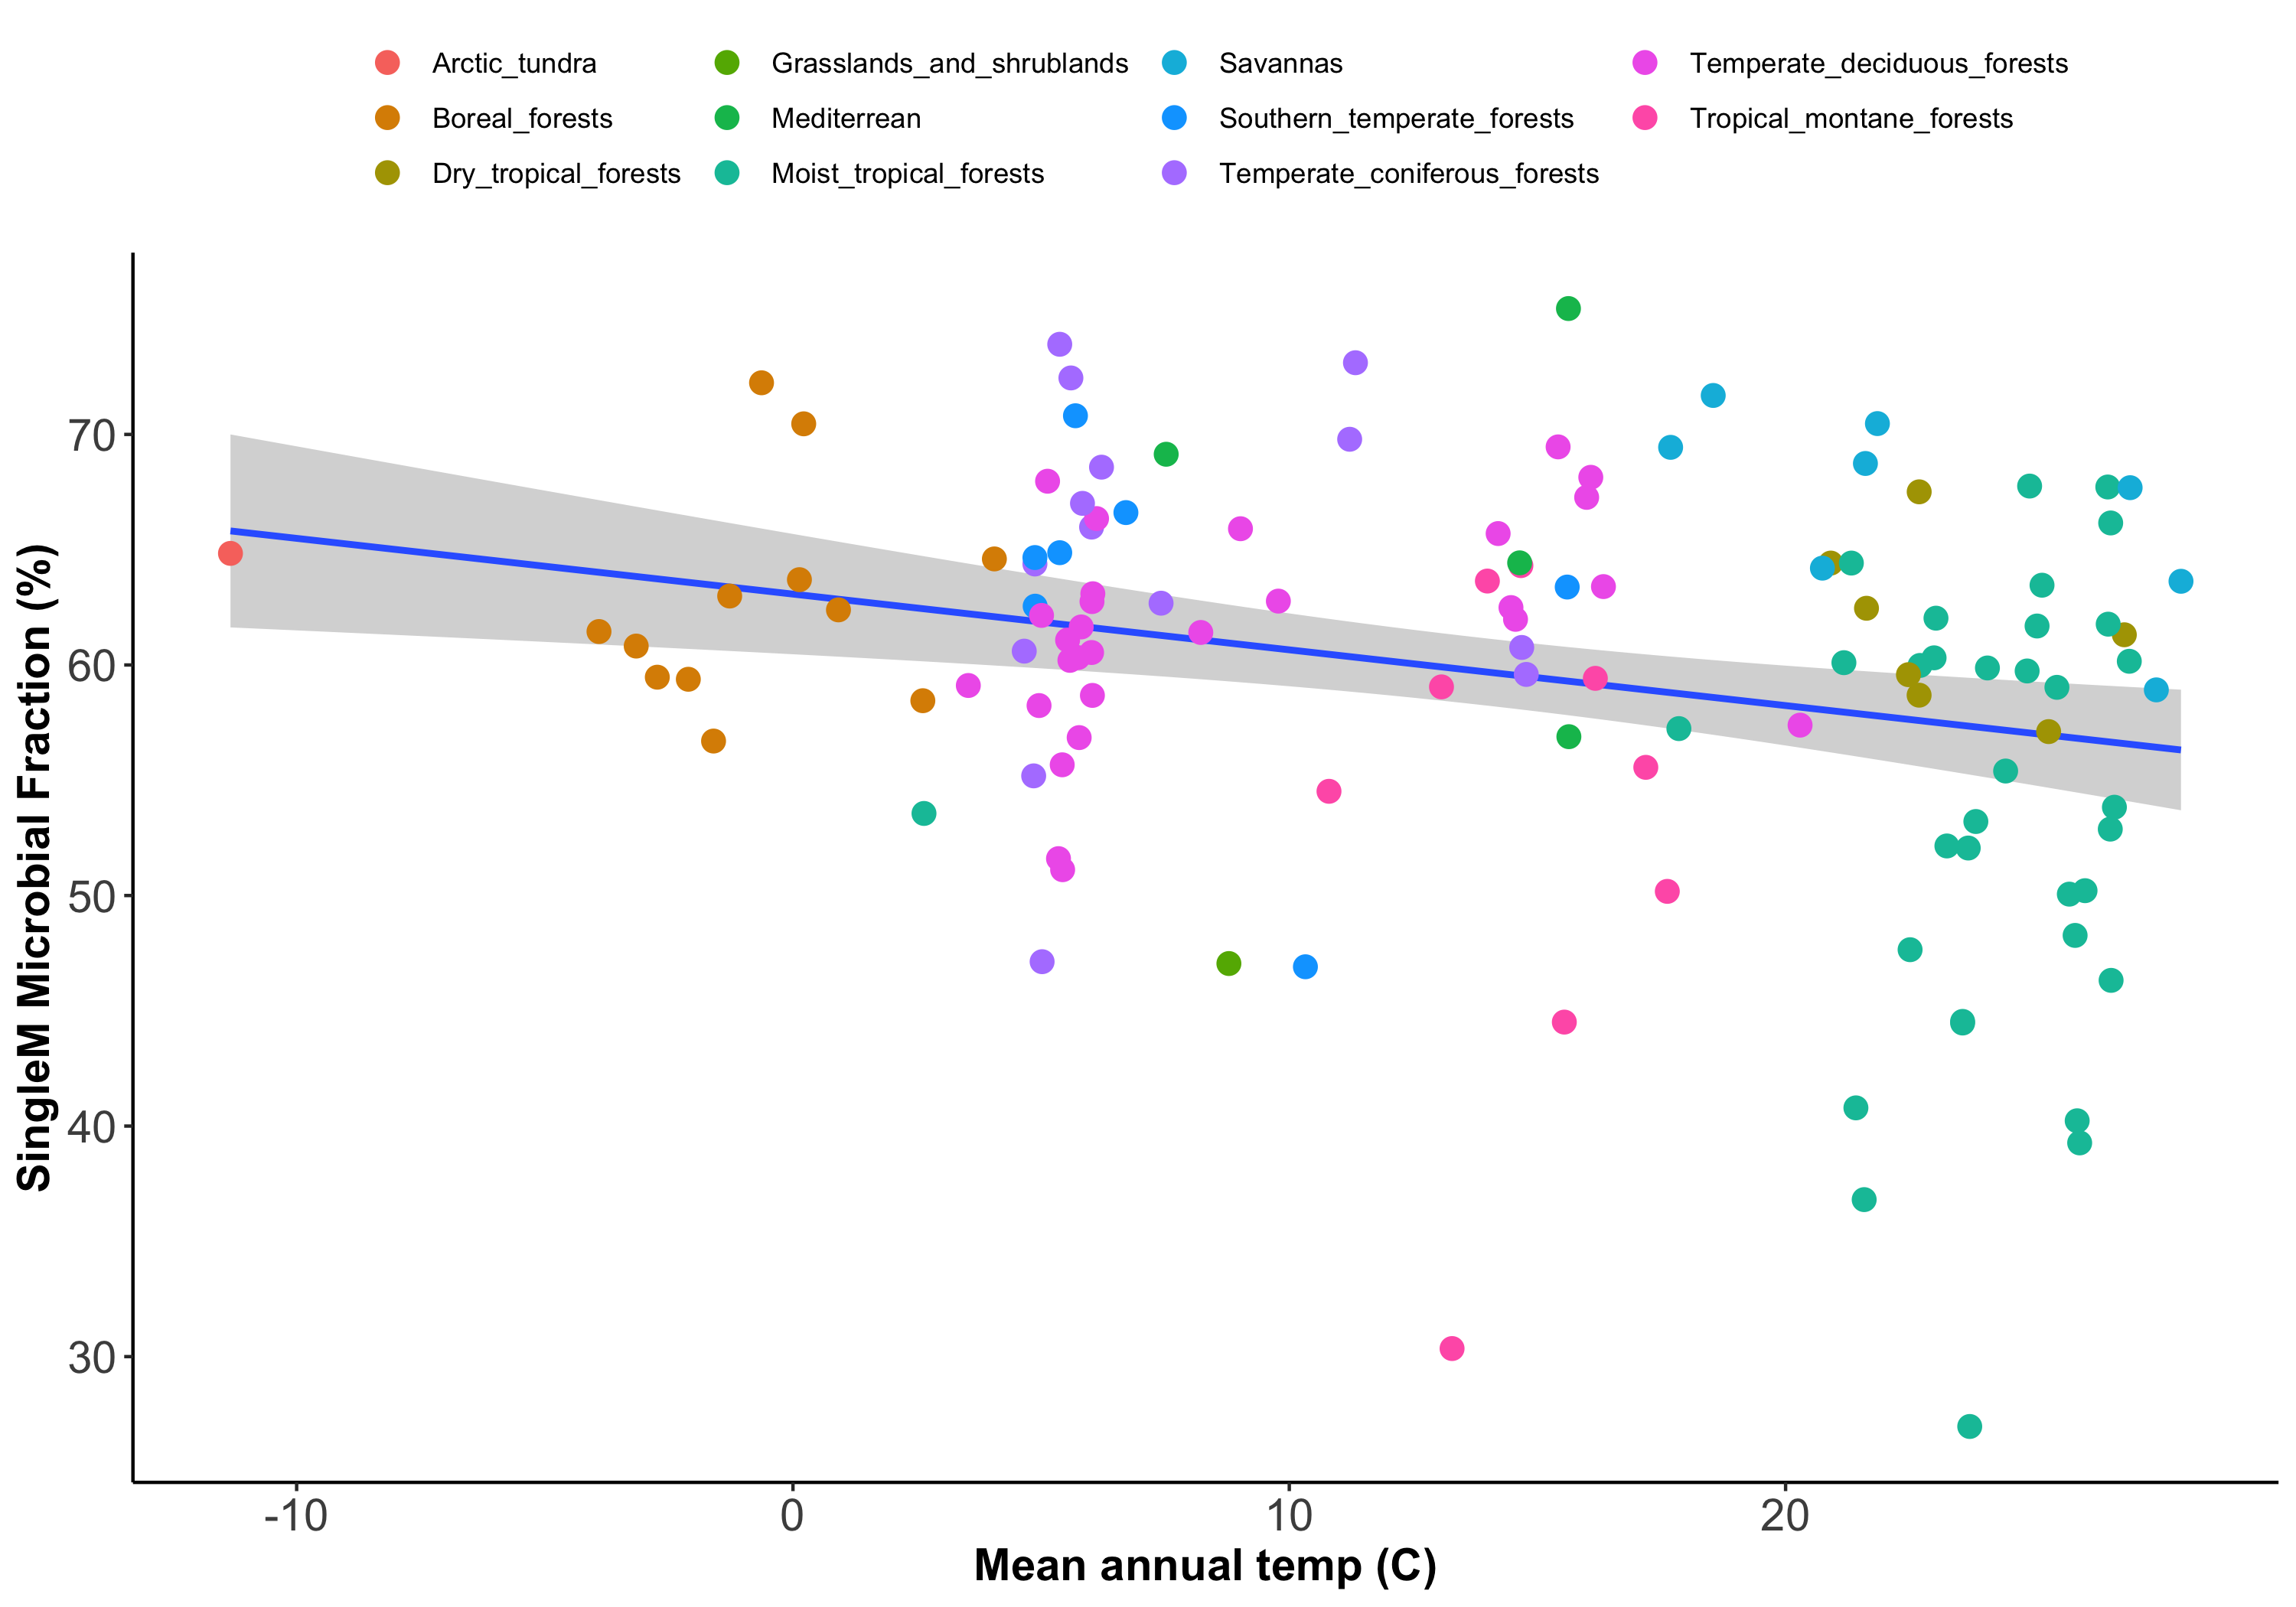 Arctic_tundra Grasslands_and_shrublands Savannas Temperate_deciduous_forests
Boreal_forests Mediterrean Southern_temperate_forests Tropical_montane_forests
Dry_tropical_forests Moist_tropical_forests Temperate_coniferous_forests
SingleM Microbial Fraction (%)
70
60
50
40
30
-10 0 10 20
Mean annual temp (C)